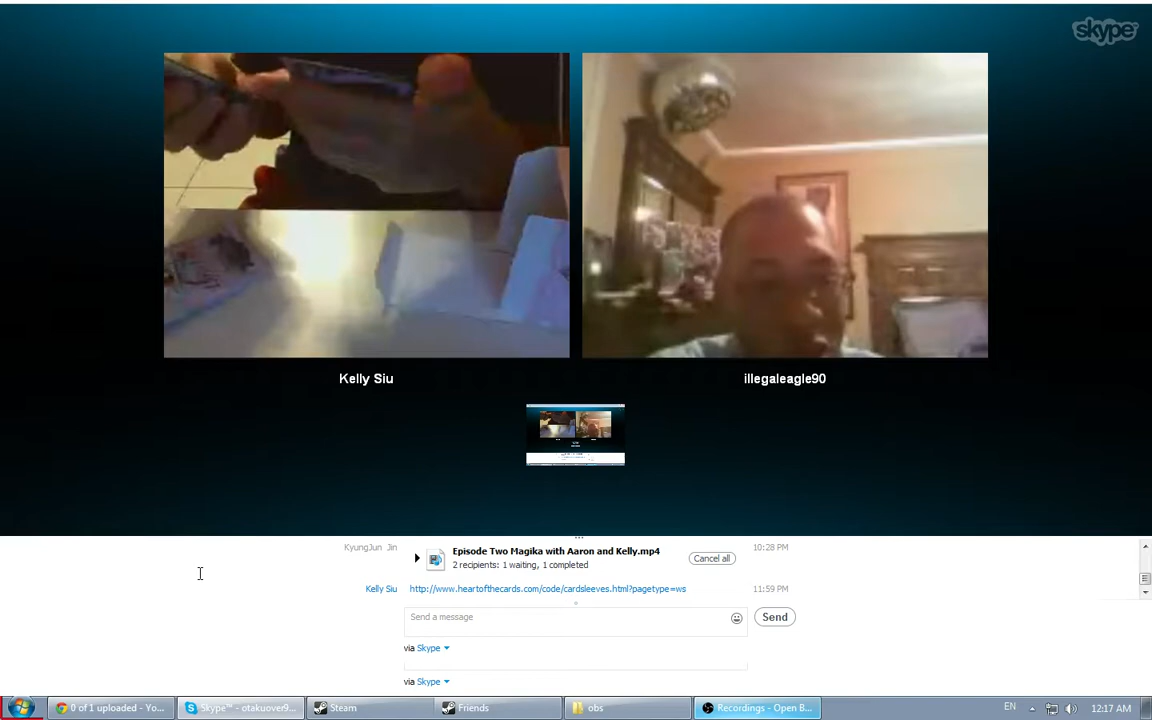 skype™
Kelly Siu
illegaleagle90
KyungJun Jin
Episode Two Magika with Aaron and Kelly.mp4
Cancel all
10:28 PM
2 recipients: 1 waiting, 1 completed
Kelly Siu
http://www.heartofthecards.com/code/cardsleeves.html?pagetype=ws
11:59 PM
Send a message
Send
via Skype
via Skype
0 of 1 uploaded - Yo...
Skype™ - otakuover9...
Steam
Friends
obs
Recordings - Open B...
EN
12:17 AM